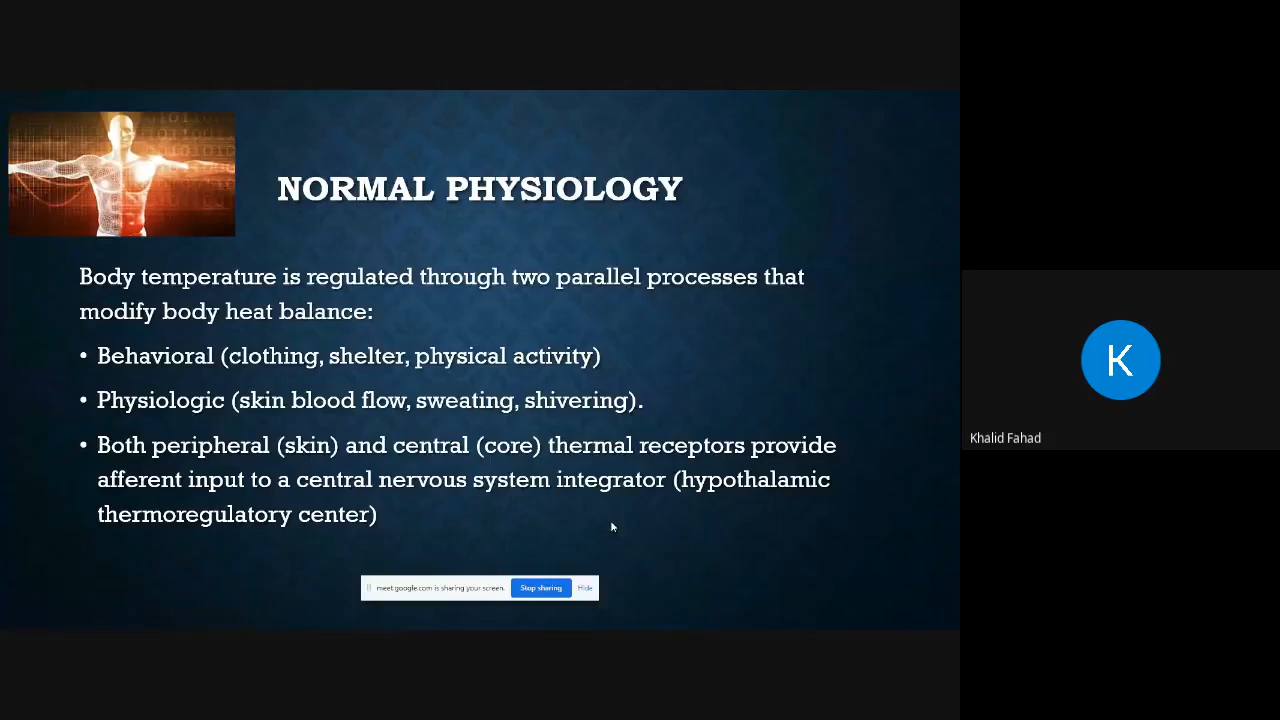 NORMAL PHYSIOLOGY
Body temperature is regulated through two parallel processes that
modify body heat balance:
• Behavioral (clothing, shelter, physical activity)
• Physiologic (skin blood flow, sweating, shivering).
• Both peripheral (skin) and central (core) thermal receptors provide
afferent input to a central nervous system integrator (hypothalamic
thermoregulatory center)
meet.google.com is sharing your screen. Stop sharing Hide
K
Khalid Fahad